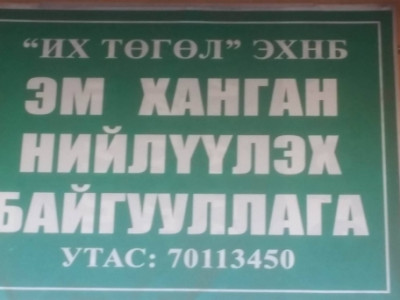 “ИХ ТӨГӨЛ” ЭХНБ
ЭМ ХАНГАН
НИЙЛҮҮЛЭХ
БАЙГУУЛЛАГА
УТАС: 70113450